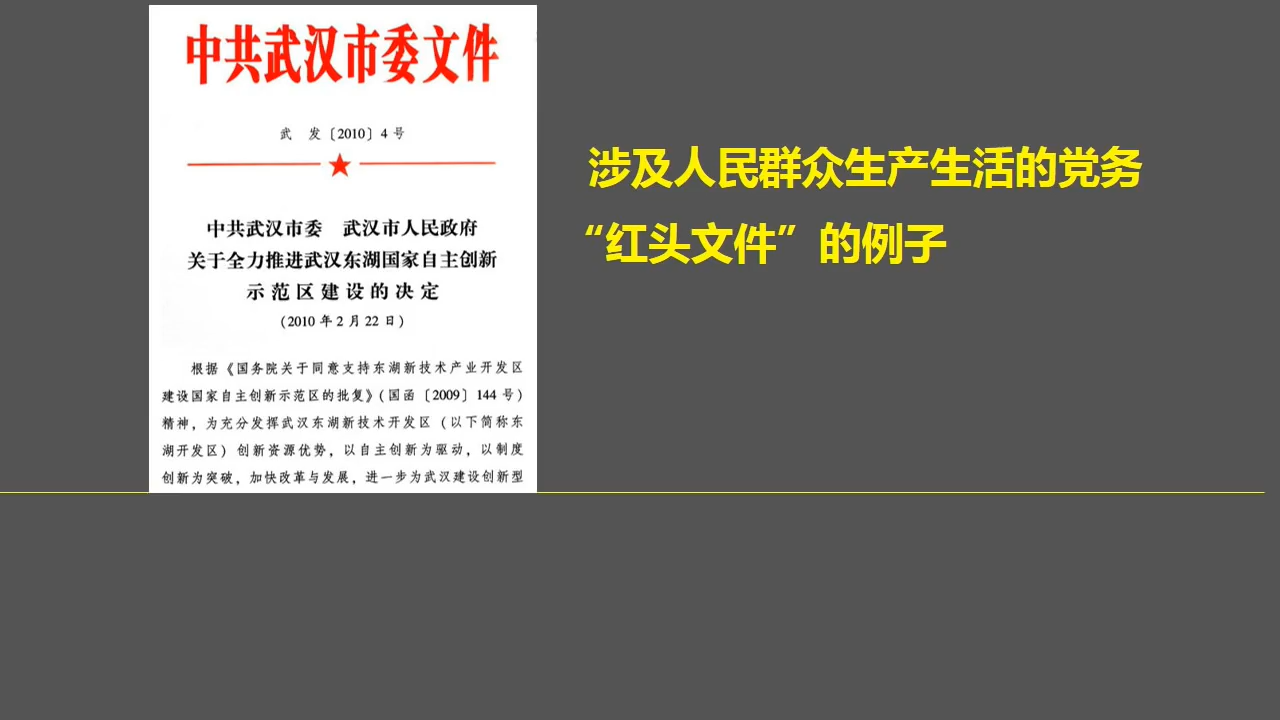 中共武汉市委文件
武 发〔2010〕4 号
中共武汉市委 武汉市人民政府
关于全力推进武汉东湖国家自主创新
示范区建设的决定
(2010 年 2 月 22 日)
根据《国务院关于同意支持东湖新技术产业开发区
建设国家自主创新示范区的批复》(国函〔2009〕144 号)
精神,为充分发挥武汉东湖新技术开发区(以下简称东
湖开发区)创新资源优势,以自主创新为驱动,以制度
创新为突破,加快改革与发展,进一步为武汉建设创新型
涉及人民群众生产生活的党务
“红头文件”的例子